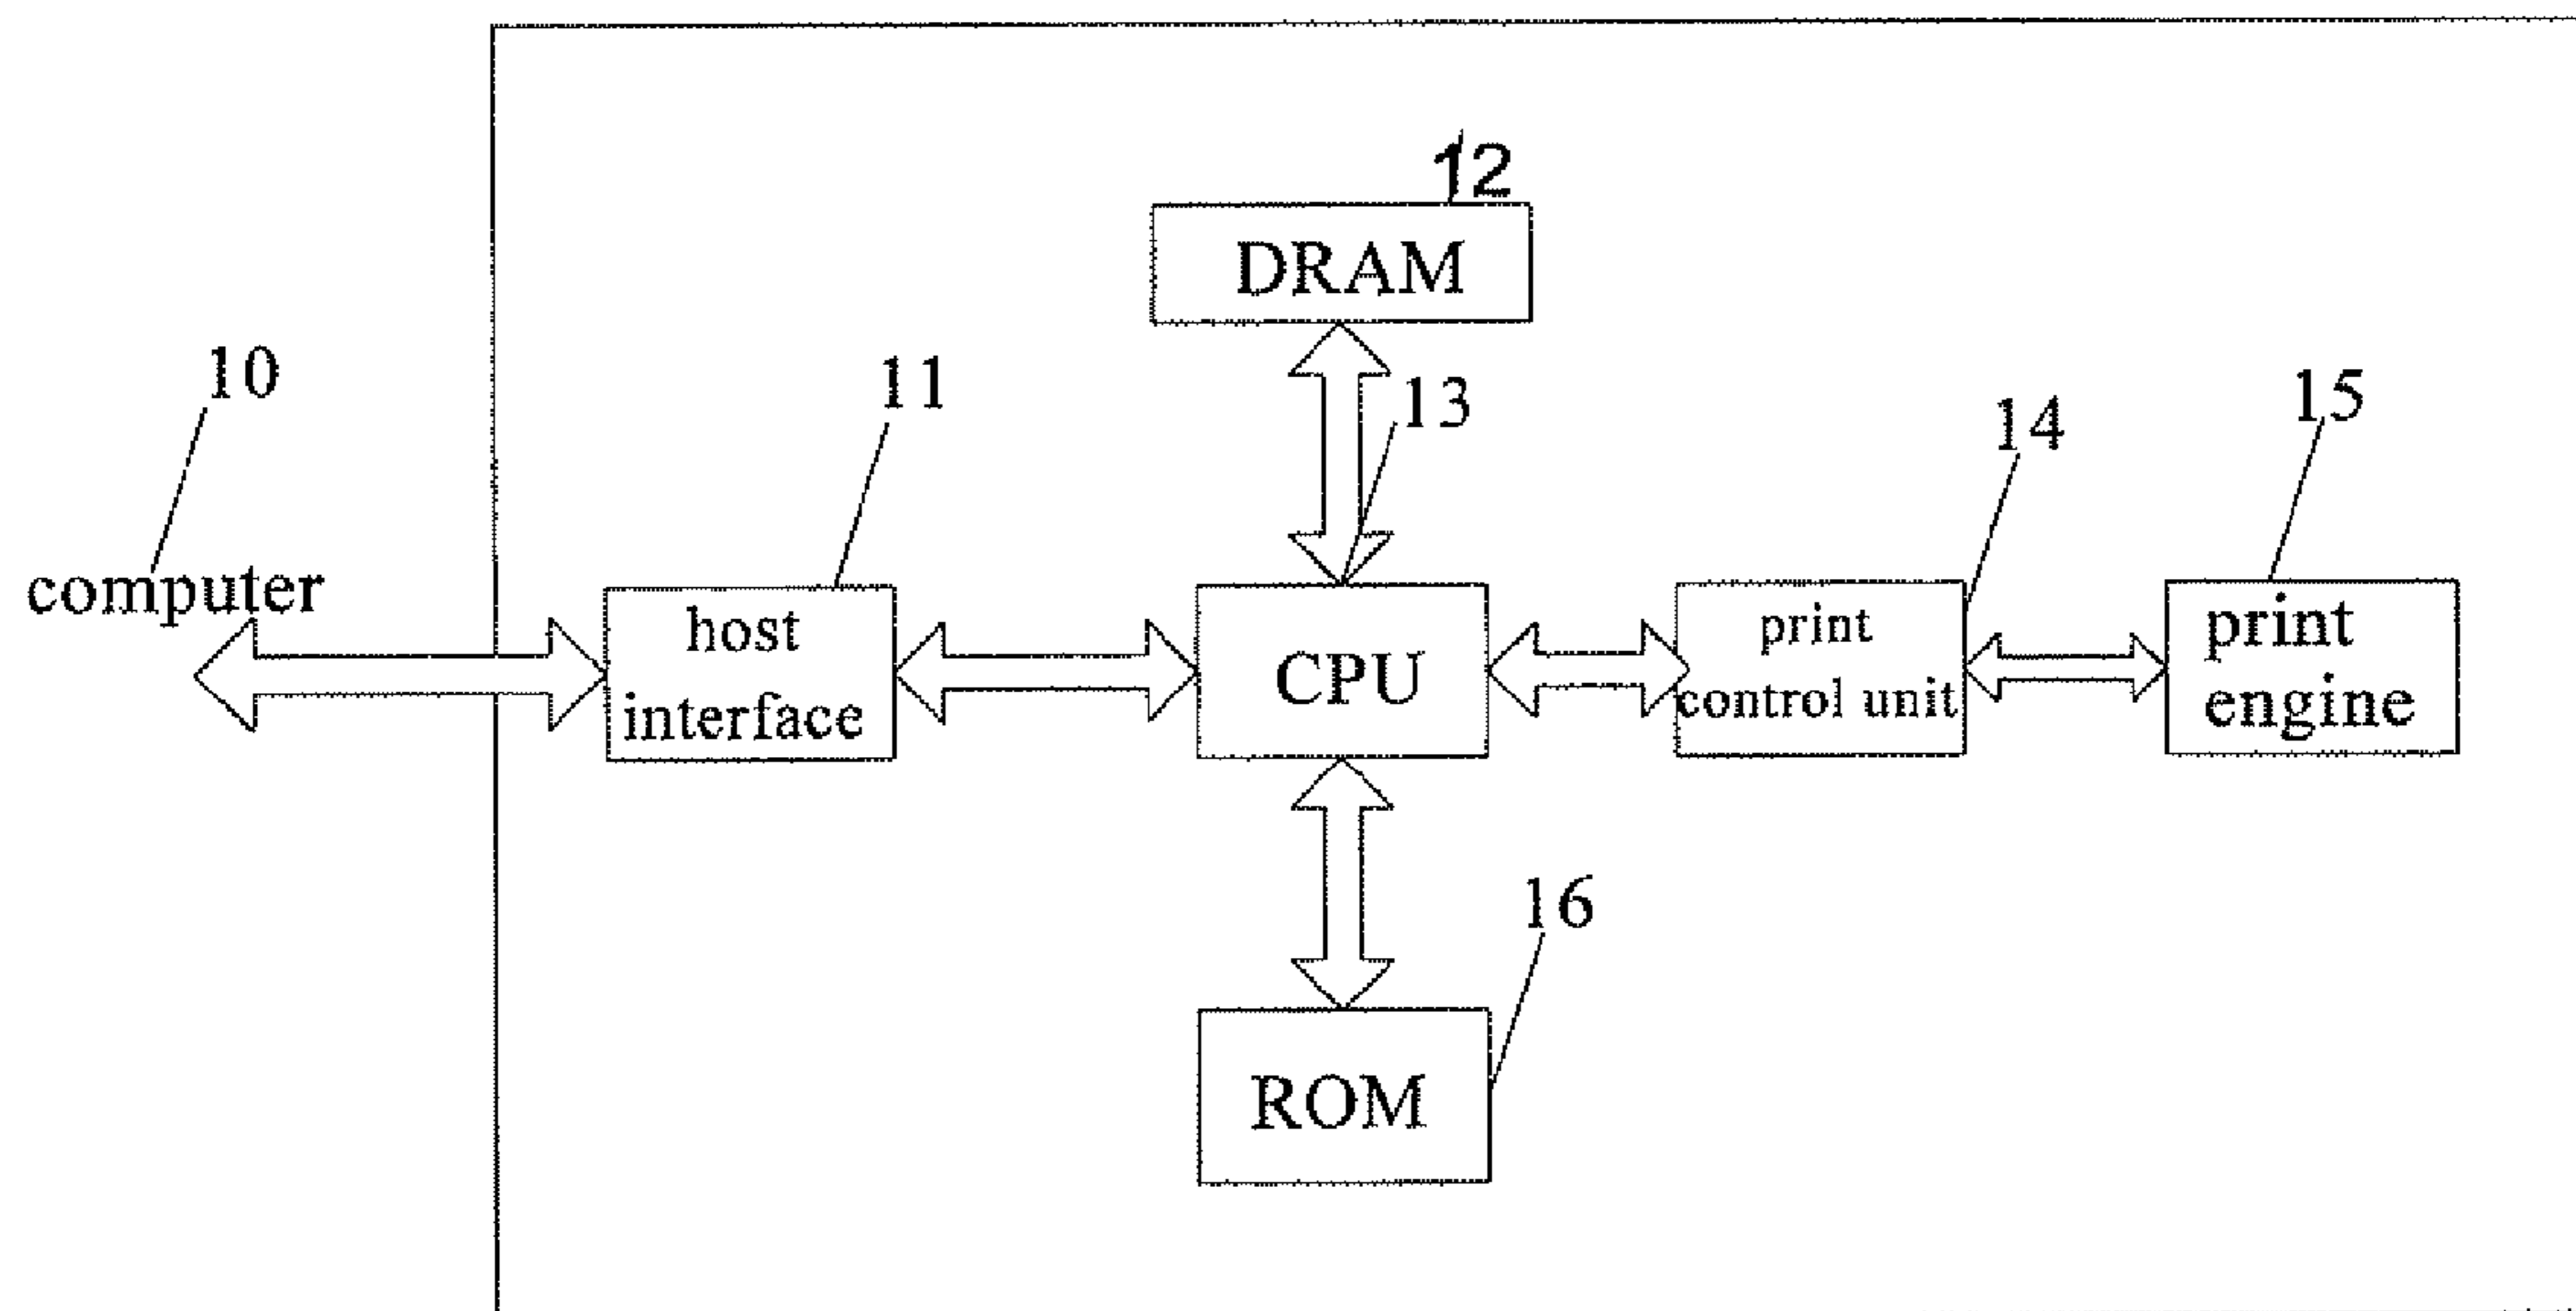 12
DRAM
10
11
13
14
15
computer
host
interface
CPU
print
control unit
print
engine
16
ROM